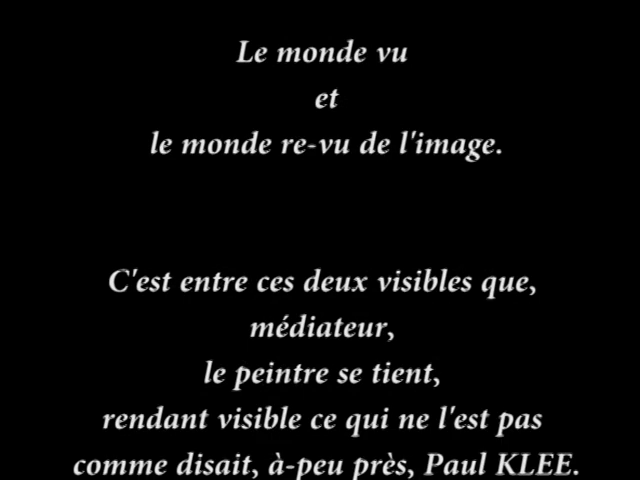 Le monde vu
et
le monde re-vu de l'image.
C'est entre ces deux visibles que,
médiateur,
le peintre se tient,
rendant visible ce qui ne l'est pas
comme disait, à-peu près, Paul KLEE.